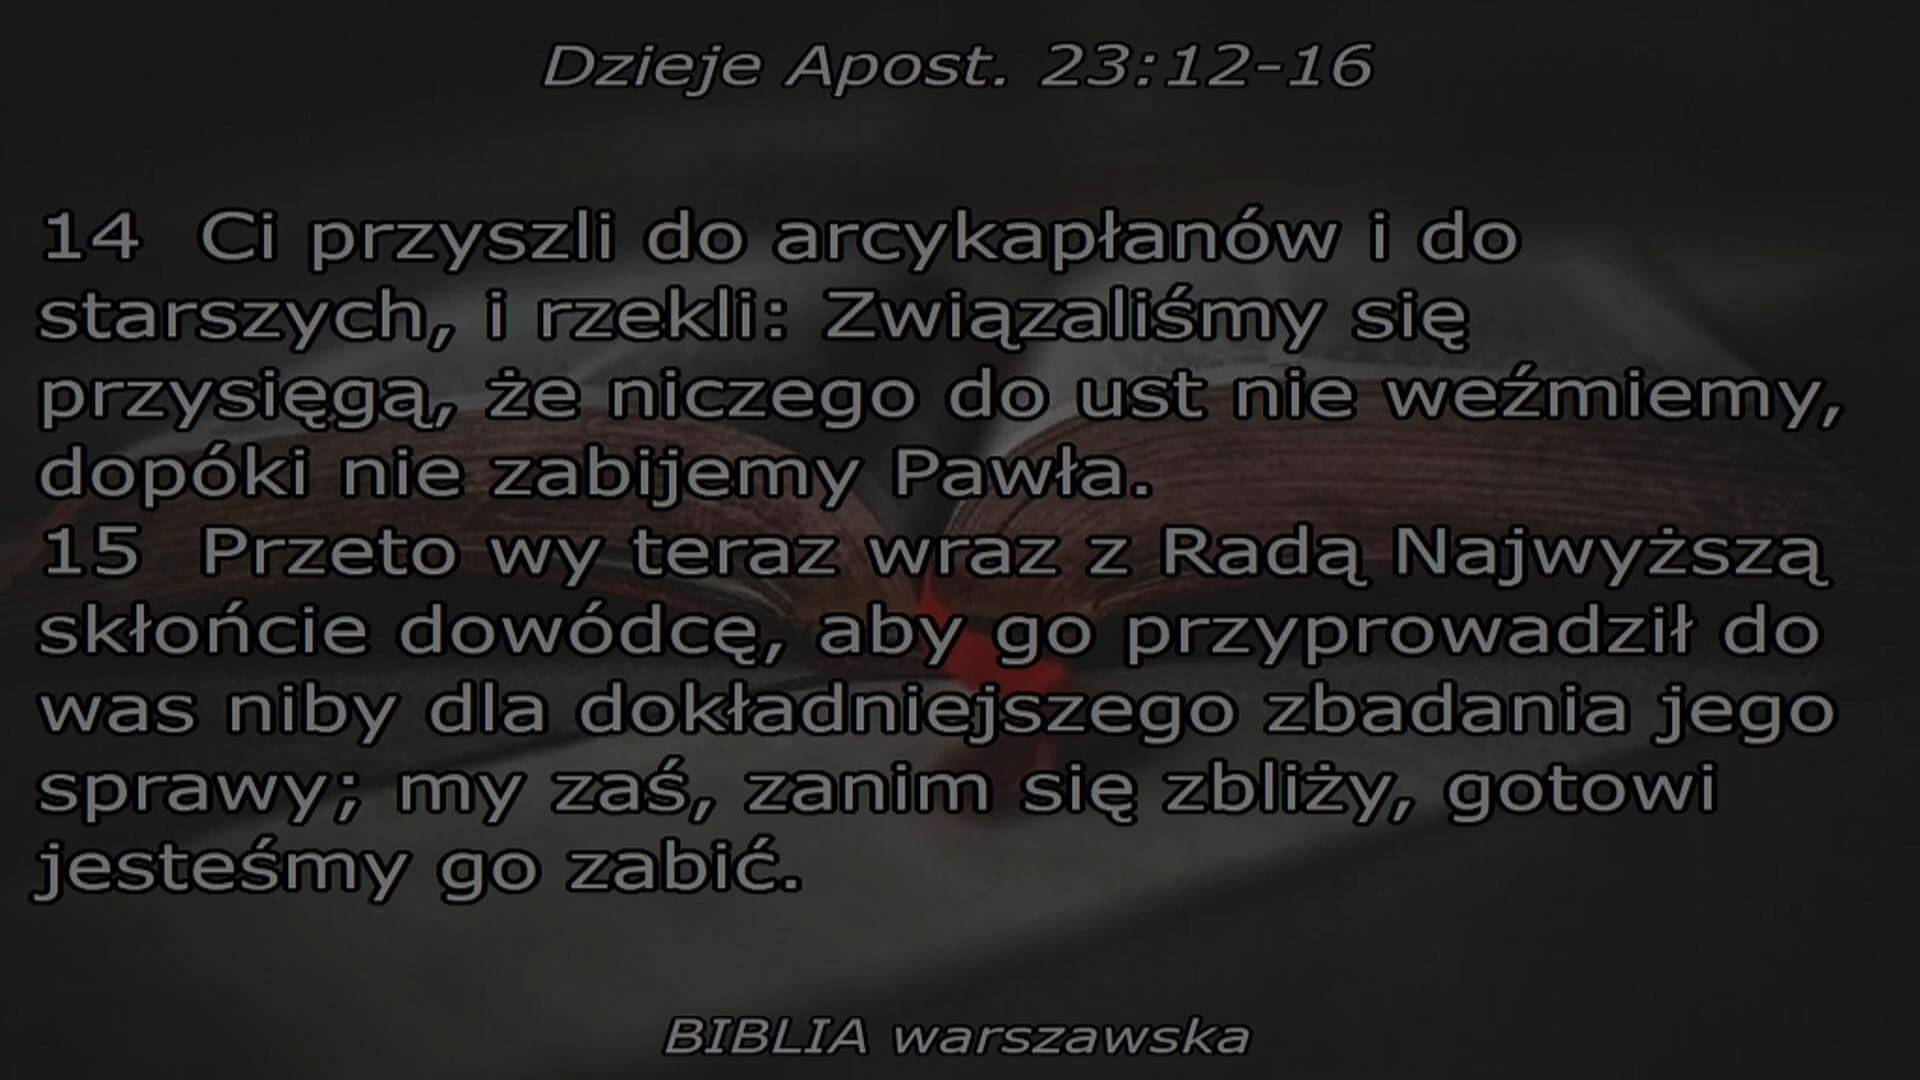 Dzieje Apost. 23:12-16
14 Ci przyszli do arcykapłanów i do
starszych, i rzekli: Związaliśmy się
przysięgą, że niczego do ust nie weźmiemy,
dopóki nie zabijemy Pawła.
15 Przeto wy teraz wraz z Radą Najwyższą
skłońcie dowódcę, aby go przyprowadził do
was niby dla dokładniejszego zbadania jego
sprawy; my zaś, zanim się zbliży, gotowi
jesteśmy go zabić.
BIBLIA warszawska